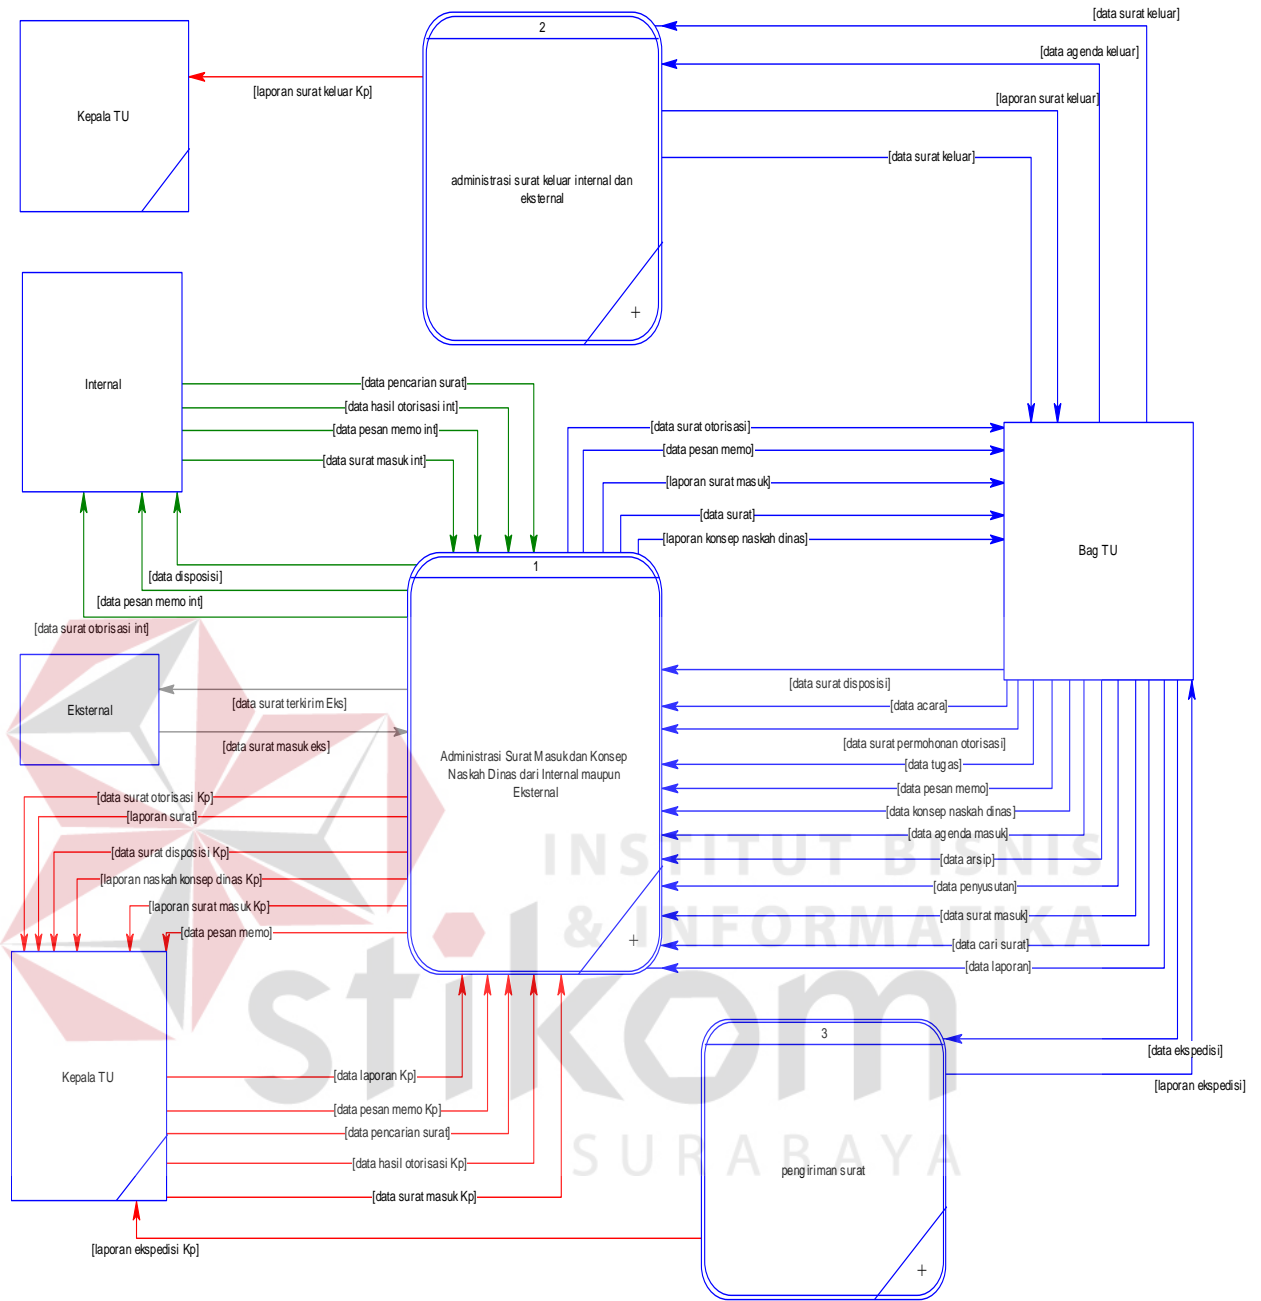 [data surat keluar]
2
[data agenda keluar]
[laporan surat keluar Kp]
[laporan surat keluar]
Kepala TU
[data surat keluar]
administrasi surat keluar internal dan
eksternal
+
Internal
[data pencarian surat]
[data hasil otorisasi int]
[data pesan memo int]
[data surat masuk int]
[data surat otorisasi]
[data pesan memo]
[laporan surat masuk]
[data surat]
[laporan konsep naskah dinas]
Bag TU
1
[data disposisi]
[data pesan memo int]
[data surat otorisasi int]
Eksternal
[data surat terkirim Eks]
[data surat masuk eks]
Administrasi Surat Masuk dan Konsep
Naskah Dinas dari Internal maupun
Eksternal
+
[data surat disposisi]
[data acara]
[data surat permohonan otorisasi]
[data tugas]
[data pesan memo]
[data konsep naskah dinas]
[data agenda masuk]
[data arsip]
[data penyusutan]
[data surat masuk]
[data cari surat]
[data laporan]
[data surat otorisasi Kp]
[laporan surat]
[data surat disposisi Kp]
[laporan naskah konsep dinas Kp]
[laporan surat masuk Kp]
[data pesan memo]
Kepala TU
[data laporan Kp]
[data pesan memo Kp]
[data pencarian surat]
[data hasil otorisasi Kp]
[data surat masuk Kp]
[laporan ekspedisi Kp]
3
[data ekspedisi]
[laporan ekspedisi]
pengiriman surat
+
INSTITUT BISNIS
& INFORMATIKA
stikom
SURABAYA